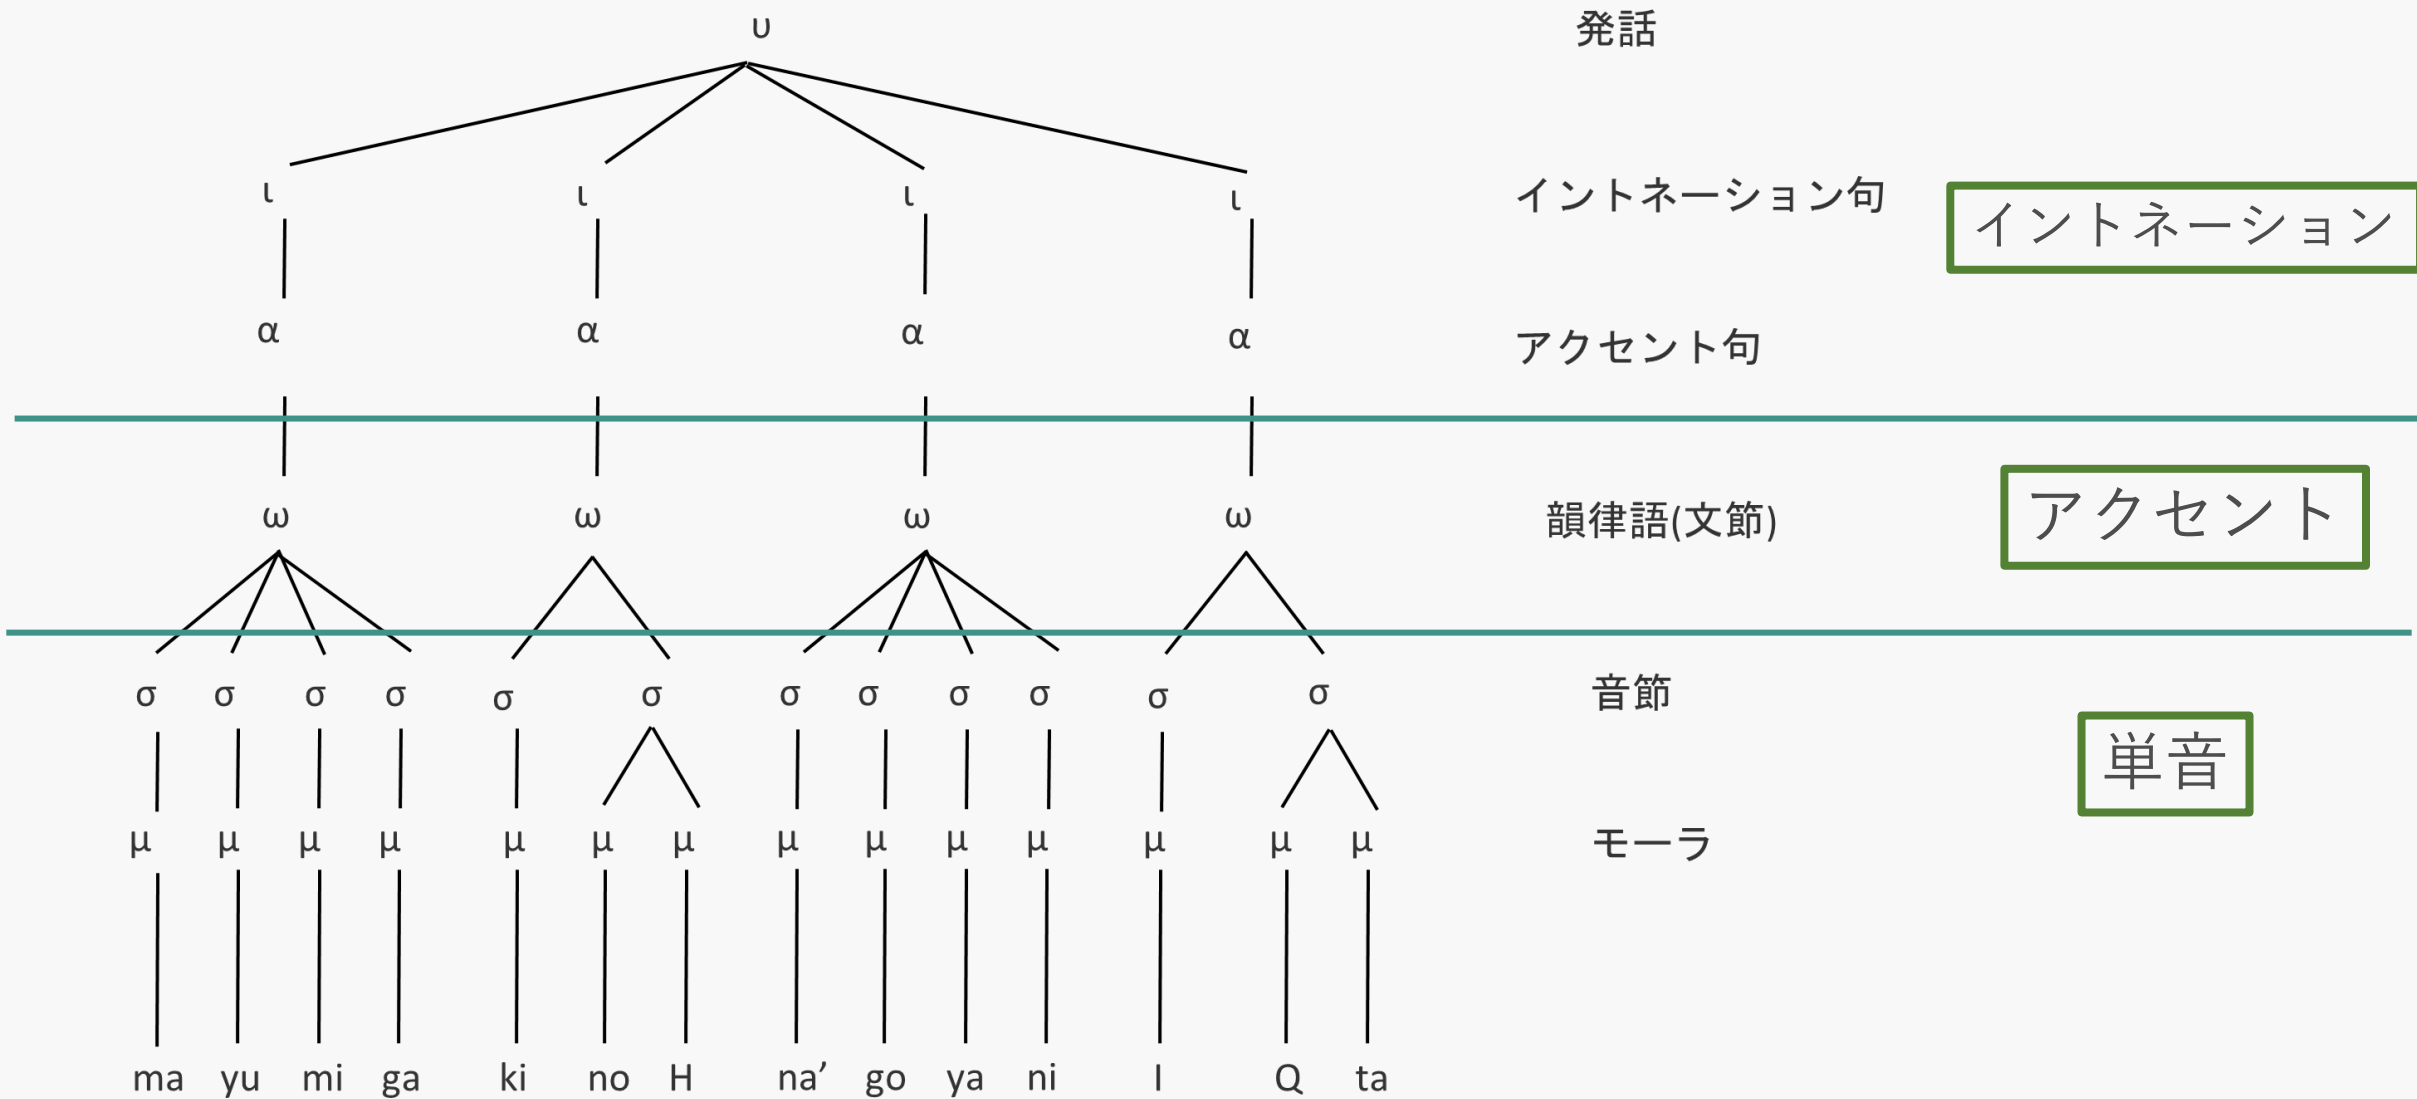 υ 発話
ι ι ι ι イントネーション句 イントネーション
α α α α アクセント句
ω ω ω ω 韻律語(文節) アクセント
σ σ σ σ σ σ σ σ σ σ σ σ 音節
単音
μ μ μ μ μ μ μ μ μ μ μ μ μ μ モーラ
ma yu mi ga ki no H na’ go ya ni I Q ta